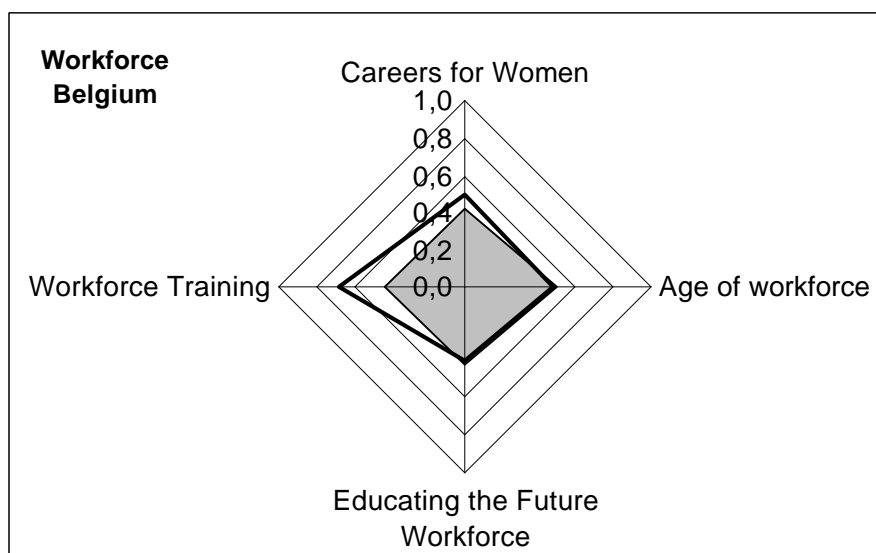 Workforce
Belgium
Careers for Women
1,0
0,8
0,6
0,4
0,2
0,0
Workforce Training
Age of workforce
Educating the Future
Workforce